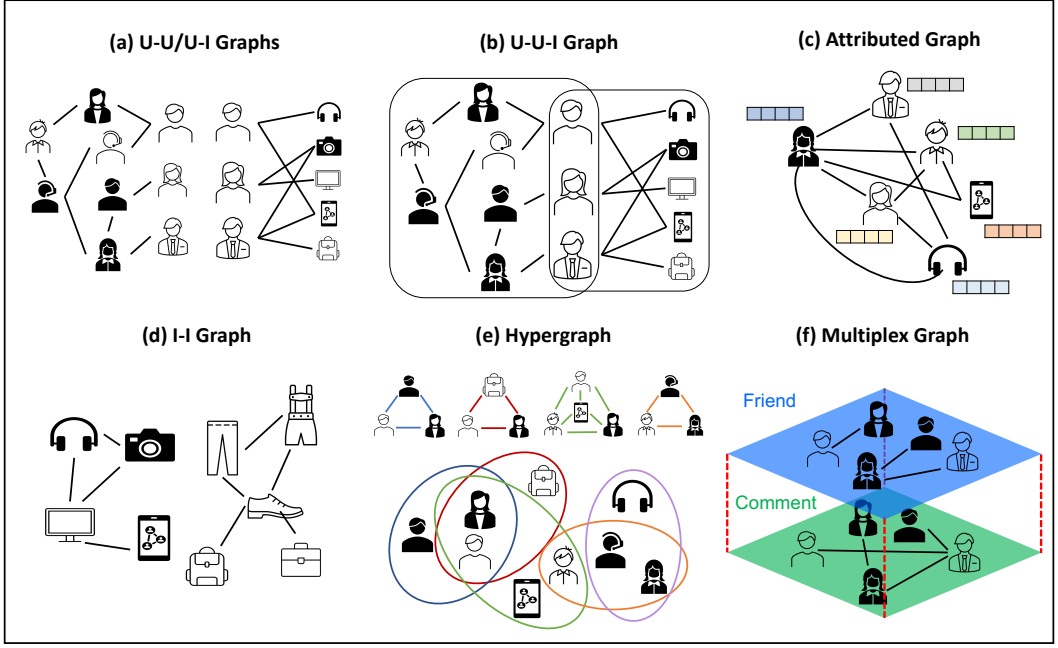 (a) U-U/U-I Graphs
(b) U-U-I Graph
(c) Attributed Graph
(d) I-I Graph
(e) Hypergraph
(f) Multiplex Graph
Friend
Comment